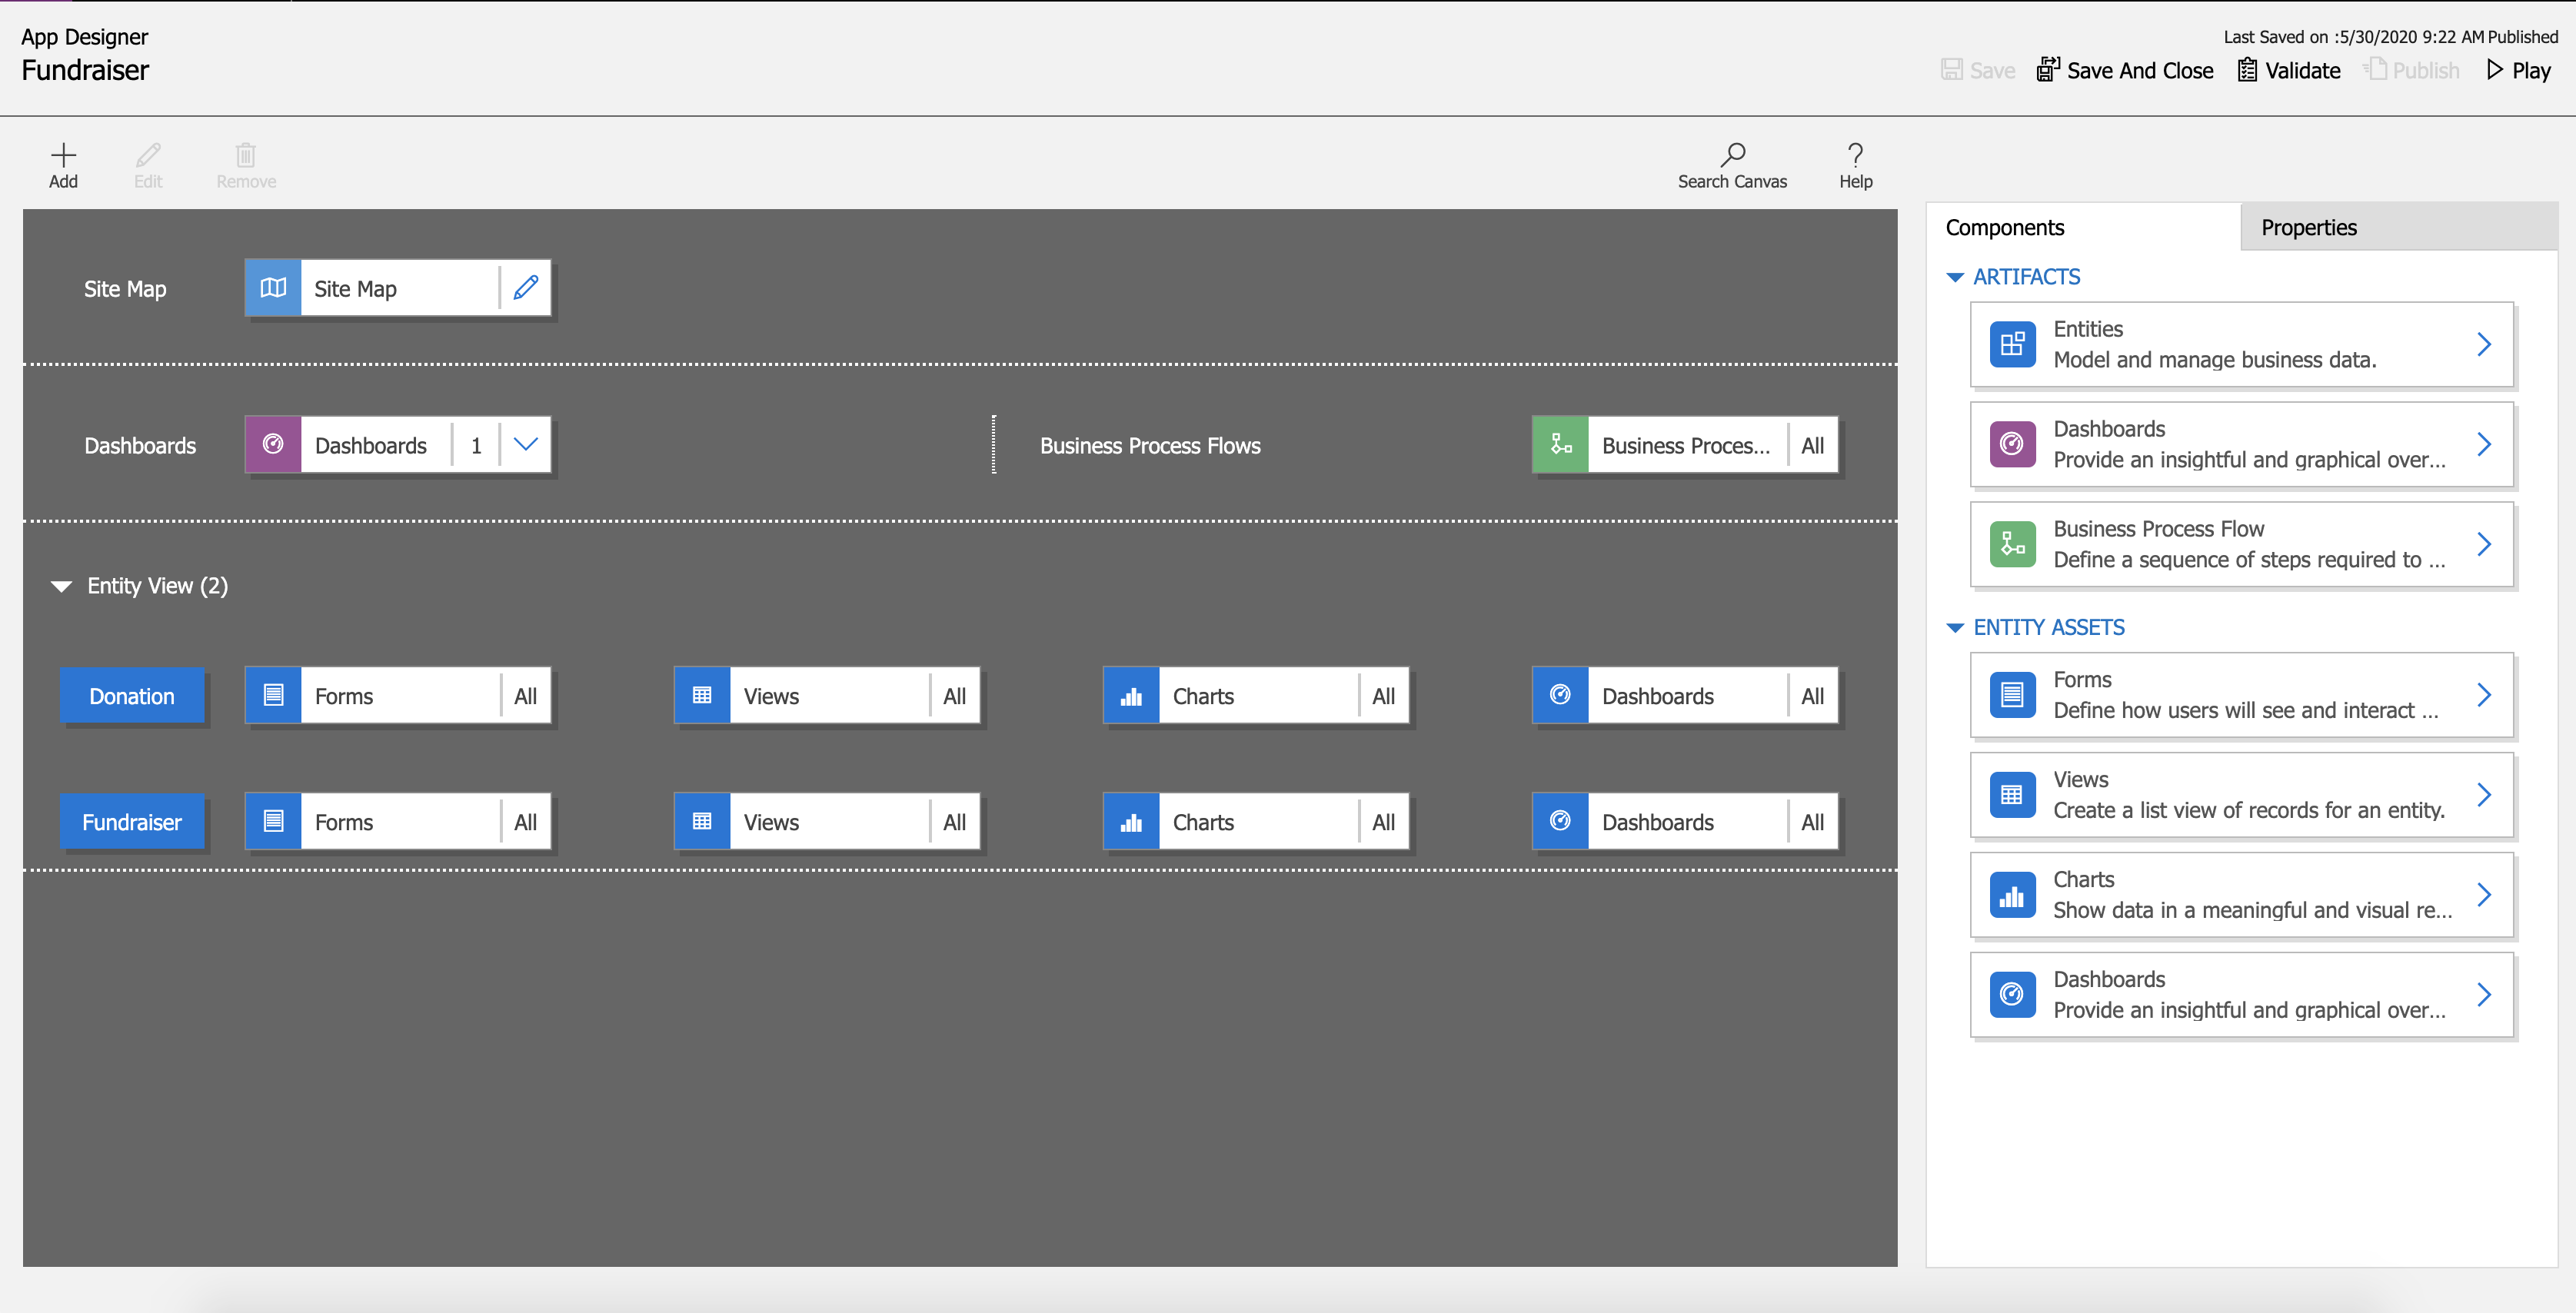 App Designer
Fundraiser
Last Saved on :5/30/2020 9:22 AM Published
Save Save And Close Validate Publish Play
Add Edit Remove Search Canvas Help
Site Map Site Map
Dashboards Dashboards 1 Business Process Flows Business Proces... All
Entity View (2)
Donation Forms All Views All Charts All Dashboards All
Fundraiser Forms All Views All Charts All Dashboards All
Components Properties
ARTIFACTS
Entities
Model and manage business data.
Dashboards
Provide an insightful and graphical over...
Business Process Flow
Define a sequence of steps required to ...
ENTITY ASSETS
Forms
Define how users will see and interact ...
Views
Create a list view of records for an entity.
Charts
Show data in a meaningful and visual re...
Dashboards
Provide an insightful and graphical over...